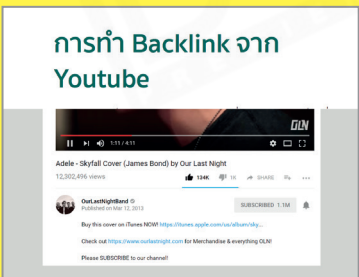 การทำ Backlink จาก
Youtube
GLN
1:11 / 4:11
Adele - Skyfall Cover (James Bond) by Our Last Night
12,302,496 views
134K 1K SHARE
OurLastNightBand
Published on Mar 12, 2013
SUBSCRIBED 1.1M
Buy this cover on iTunes NOW! https://itunes.apple.com/us/album/sky...
Check out https://www.ourlastnight.com for Merchandise & everything OLN!
Please SUBSCRIBE to our channel!